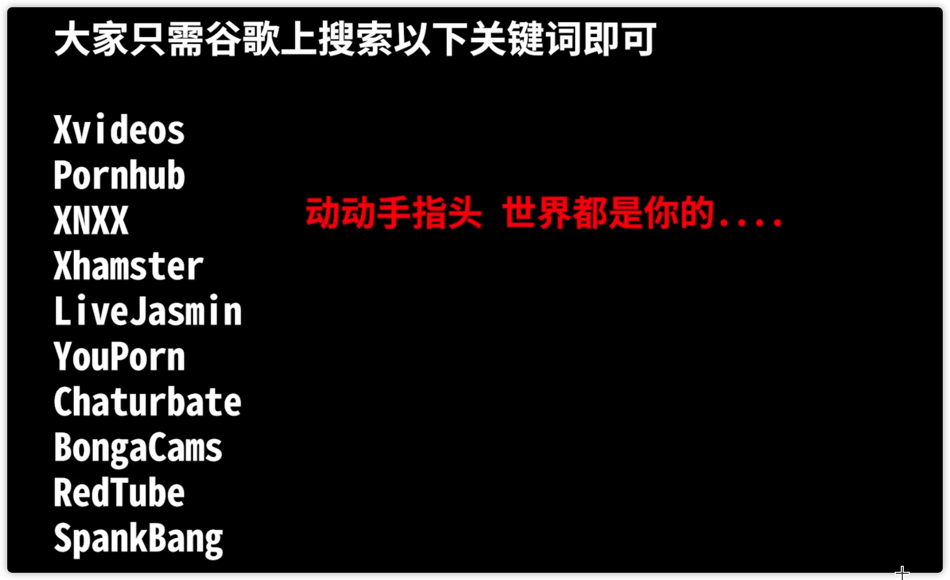 大家只需谷歌上搜索以下关键词即可
Xvideos
Pornhub
XNXX
动动手指头 世界都是你的....
Xhamster
LiveJasmin
YouPorn
Chaturbate
BongaCams
RedTube
SpankBang